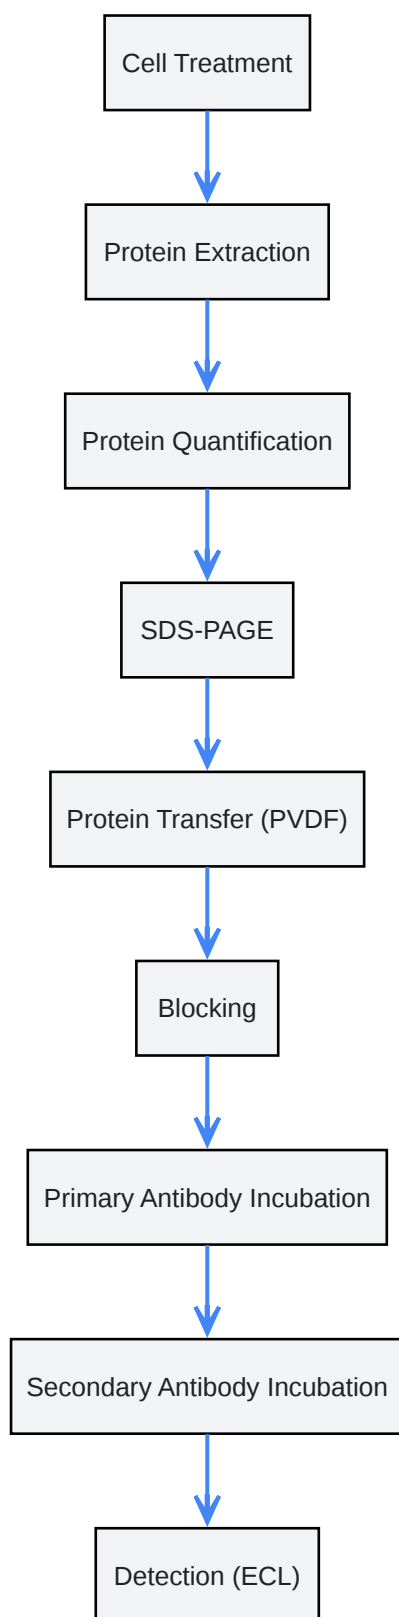 Cell Treatment
Protein Extraction
Protein Quantification
SDS-PAGE
Protein Transfer (PVDF)
Blocking
Primary Antibody Incubation
Secondary Antibody Incubation
Detection (ECL)